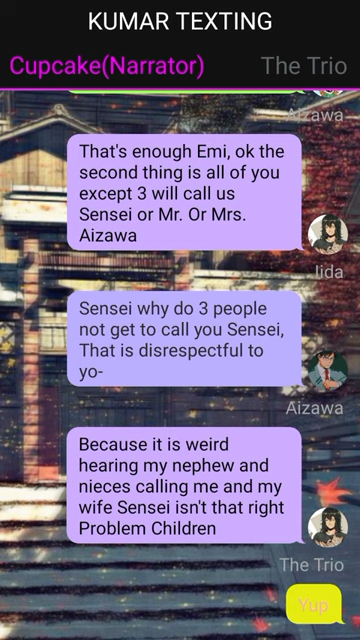 KUMAR TEXTING
Cupcake(Narrator)
The Trio
Aizawa
That's enough Emi, ok the
second thing is all of you
except 3 will call us
Sensei or Mr. Or Mrs.
Aizawa
Iida
Sensei why do 3 people
not get to call you Sensei,
That is disrespectful to
yo-
Aizawa
Because it is weird
hearing my nephew and
nieces calling me and my
wife Sensei isn't that right
Problem Children
The Trio
Yup